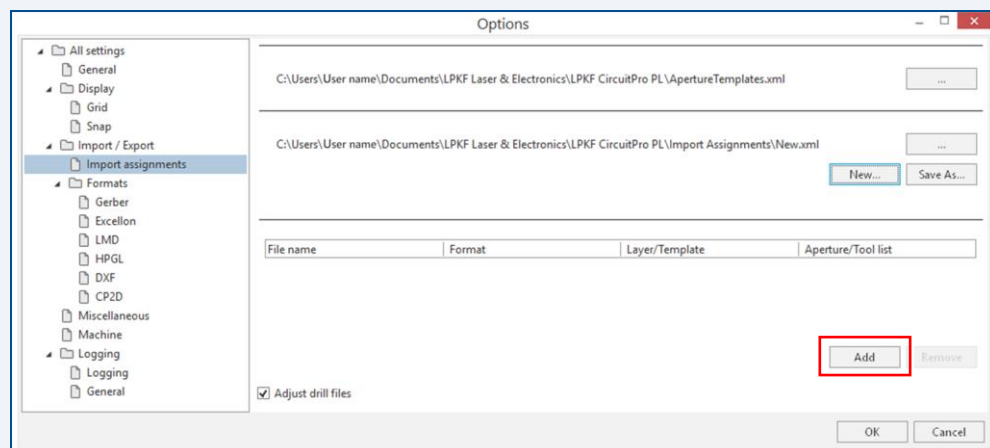 Options
All settings
General
Display
Grid
Snap
Import / Export
Import assignments
Formats
Gerber
Excellon
LMD
HPGL
DXF
CP2D
Miscellaneous
Machine
Logging
Logging
General
C:\Users\User name\Documents\LPKF Laser & Electronics\LPKF CircuitPro PL\ApertureTemplates.xml ...
C:\Users\User name\Documents\LPKF Laser & Electronics\LPKF CircuitPro PL\Import Assignments\New.xml ...
New... Save As...
File name Format Layer/Template Aperture/Tool list
Add Remove
Adjust drill files
OK Cancel